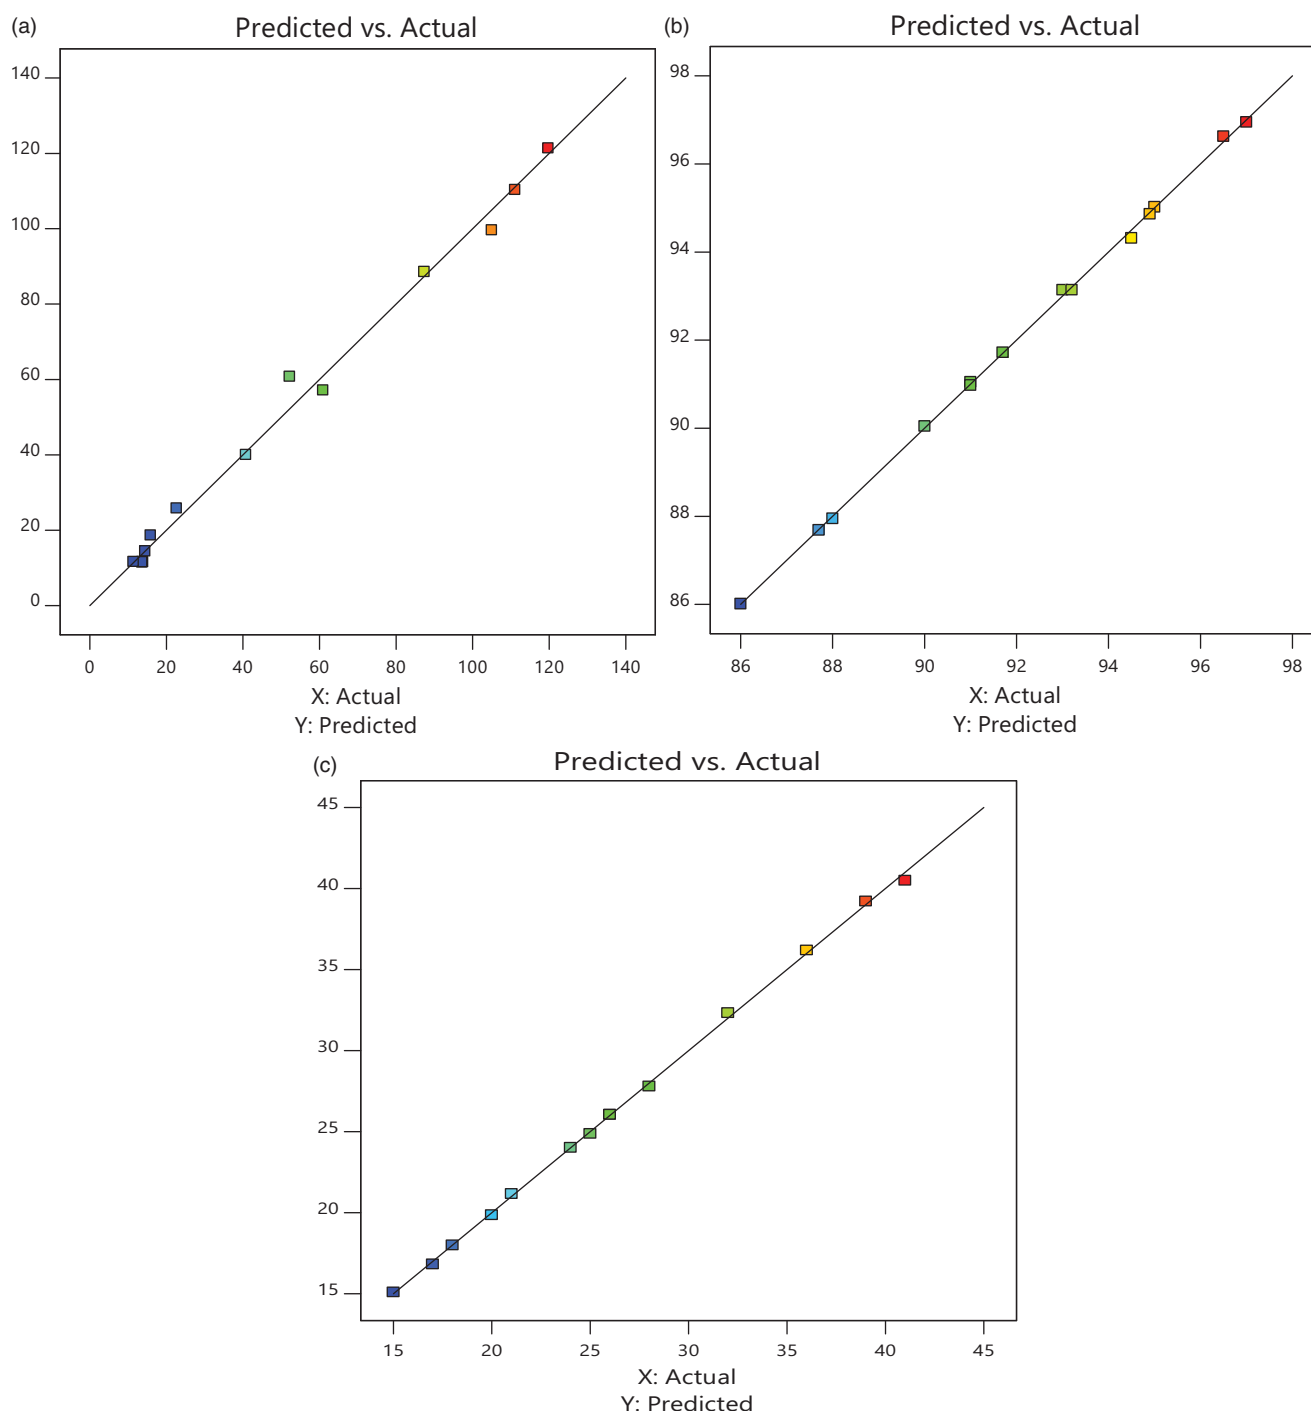 (a)
Predicted vs. Actual
140
120
100
80
60
40
20
0
0 20 40 60 80 100 120 140
X: Actual
Y: Predicted
(b)
Predicted vs. Actual
98
96
94
92
90
88
86
86 88 90 92 94 96 98
X: Actual
Y: Predicted
(c)
Predicted vs. Actual
45
40
35
30
25
20
15
15 20 25 30 35 40 45
X: Actual
Y: Predicted